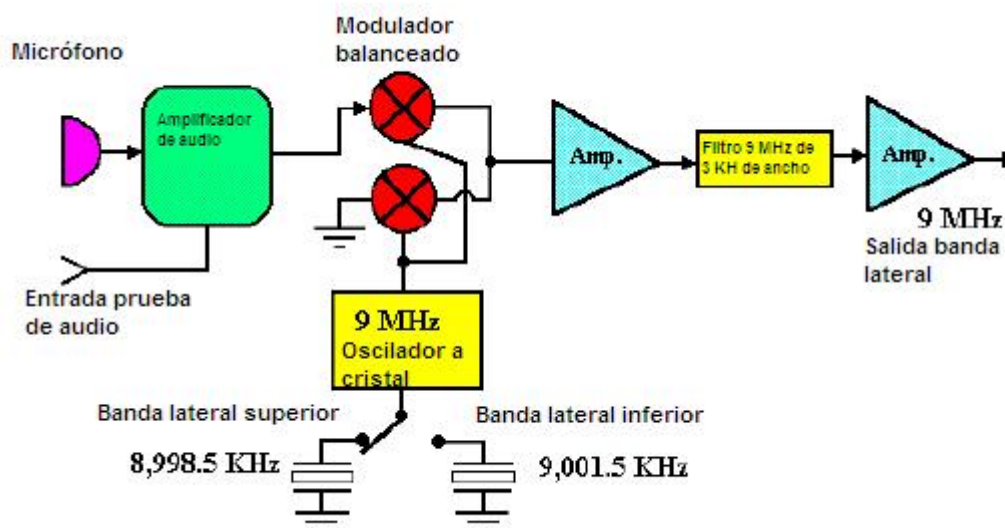 Modulador
balanceado
Micrófono
Amplificador
de audio
Amp.
Filtro 9 MHz de
3 KH de ancho
Amp.
9 MHz
Salida banda
lateral
Entrada prueba
de audio
9 MHz
Oscilador a
cristal
Banda lateral superior
Banda lateral inferior
8,998.5 KHz
9,001.5 KHz